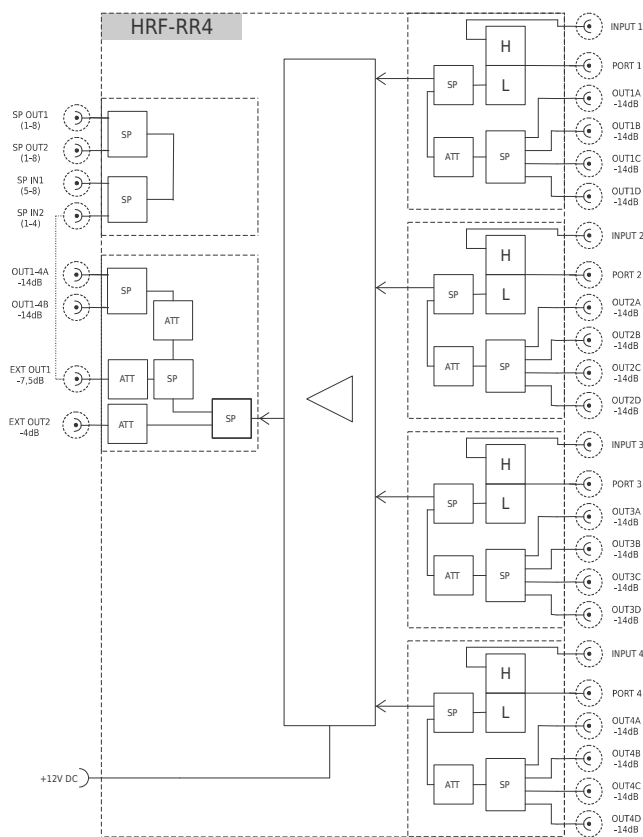 HRF-RR4
SP OUT1
(1-8)
SP OUT2
(1-8)
SP IN1
(5-8)
SP IN2
(1-4)
SP
SP
OUT1-4A
-14dB
OUT1-4B
-14dB
SP
ATT
EXT OUT1
-7,5dB
ATT
SP
EXT OUT2
-4dB
ATT
SP
+12V DC
H
L
SP
ATT
SP
INPUT 1
PORT 1
OUT1A
-14dB
OUT1B
-14dB
OUT1C
-14dB
OUT1D
-14dB
H
L
SP
ATT
SP
INPUT 2
PORT 2
OUT2A
-14dB
OUT2B
-14dB
OUT2C
-14dB
OUT2D
-14dB
H
L
SP
ATT
SP
INPUT 3
PORT 3
OUT3A
-14dB
OUT3B
-14dB
OUT3C
-14dB
OUT3D
-14dB
H
L
SP
ATT
SP
INPUT 4
PORT 4
OUT4A
-14dB
OUT4B
-14dB
OUT4C
-14dB
OUT4D
-14dB